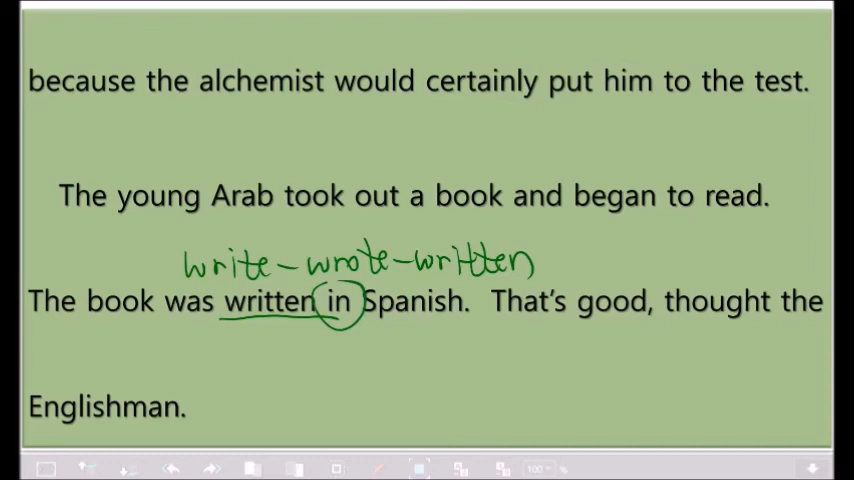 because the alchemist would certainly put him to the test.
The young Arab took out a book and began to read.
write-wrote-written
The book was written in Spanish. That's good, thought the
Englishman.
100 %